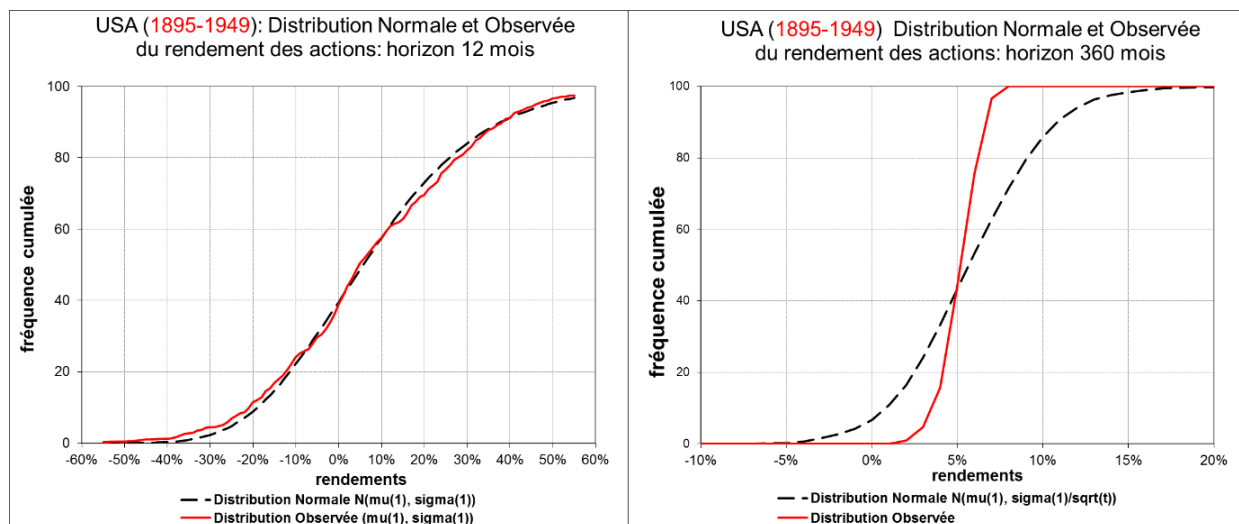 USA (1895-1949): Distribution Normale et Observée
du rendement des actions: horizon 12 mois
fréquence cumulée
100
80
60
40
20
0
-60% -50% -40% -30% -20% -10% 0% 10% 20% 30% 40% 50% 60%
rendements
Distribution Normale N(mu(1), sigma(1))
Distribution Observée (mu(1), sigma(1))
USA (1895-1949) Distribution Normale et Observée
du rendement des actions: horizon 360 mois
fréquence cumulée
100
80
60
40
20
0
-10% -5% 0% 5% 10% 15% 20%
rendements
Distribution Normale N(mu(1), sigma(1)/sqrt(t))
Distribution Observée